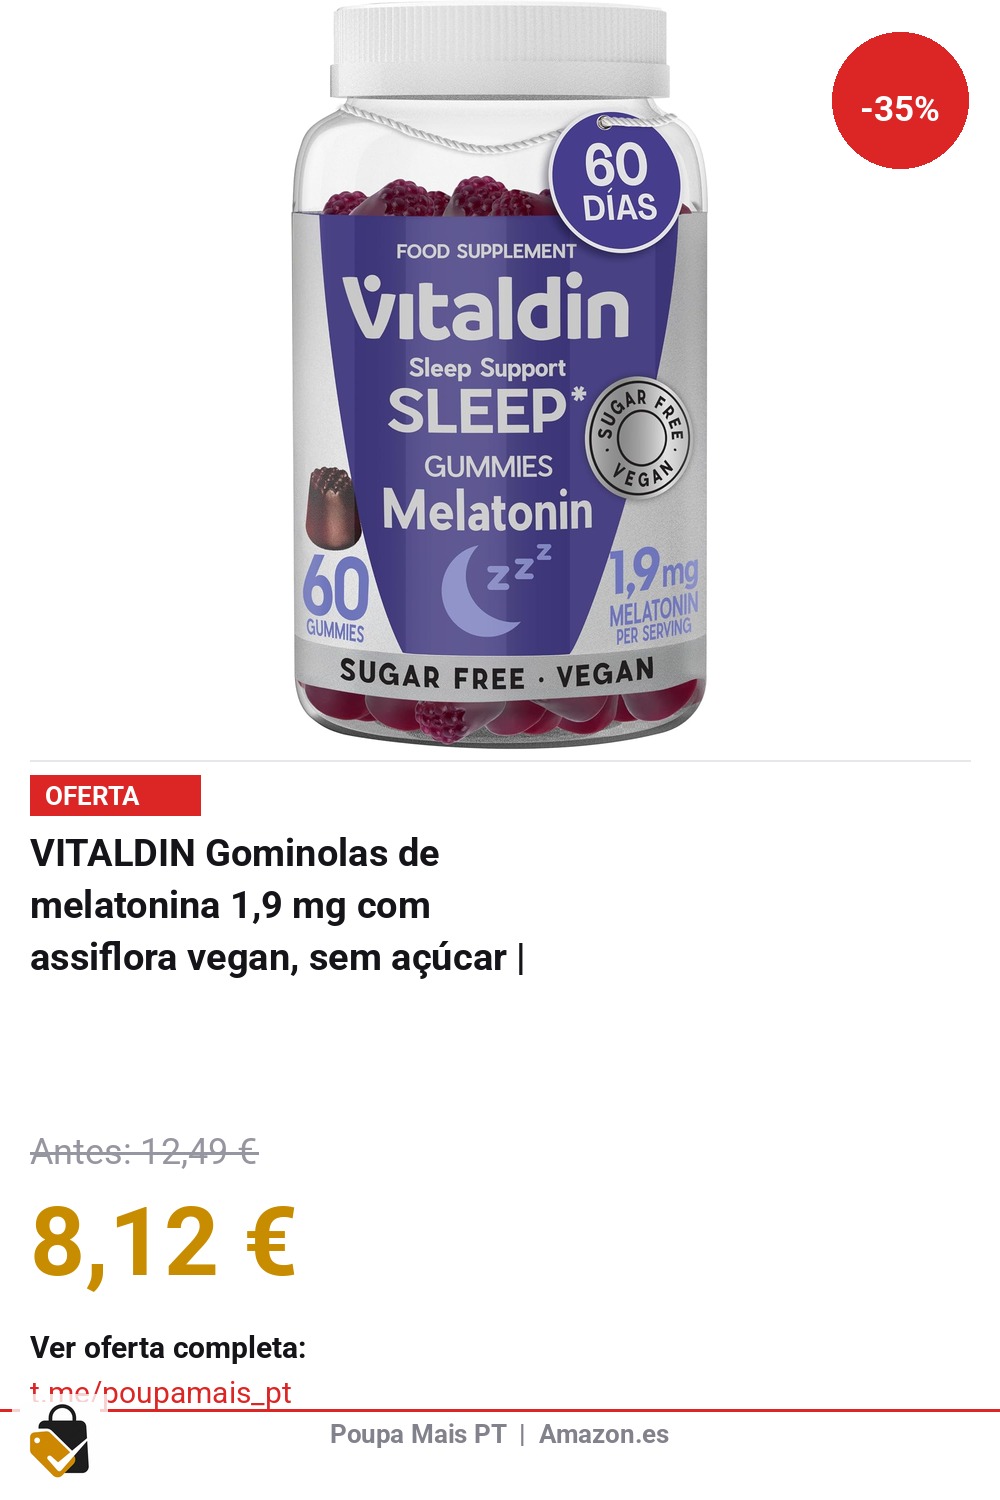 -35%
60
DÍAS
FOOD SUPPLEMENT
Vitaldin
Sleep Support
SLEEP*
GUMMIES
Melatonin
z z z
SUGAR FREE · VEGAN ·
60
GUMMIES
1,9mg
MELATONIN
PER SERVING
SUGAR FREE · VEGAN
OFERTA
VITALDIN Gominolas de
melatonina 1,9 mg com
assiflora vegan, sem açúcar |
Antes: 12,49 €
8,12 €
Ver oferta completa:
t.me/poupamais_pt
Poupa Mais PT | Amazon.es